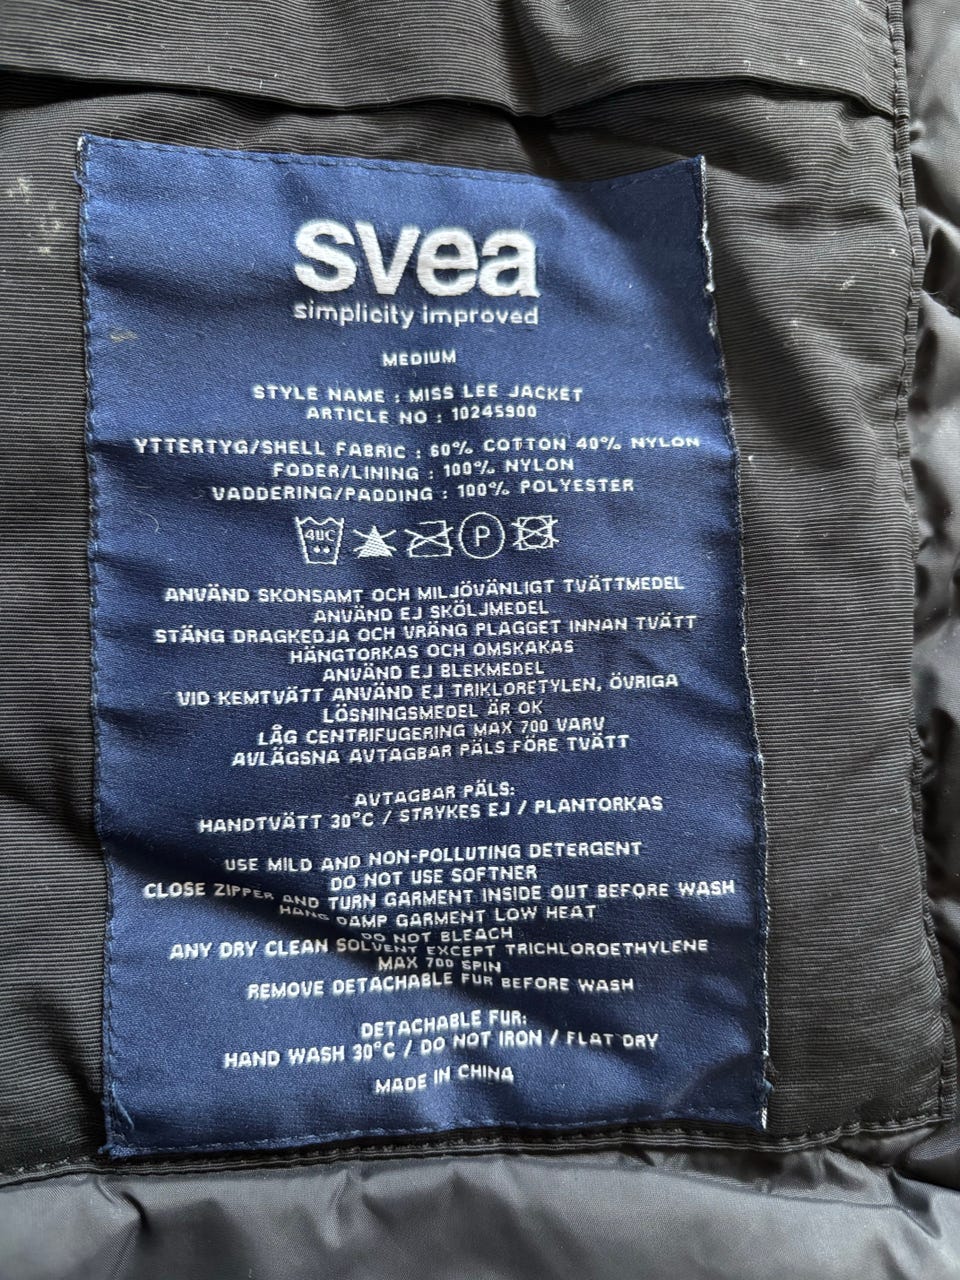 svea
simplicity improved
MEDIUM
STYLE NAME : MISS LEE JACKET
ARTICLE NO : 10245900
YTTERTYG/SHELL FABRIC : 60% COTTON 40% NYLON
FODER/LINING : 100% NYLON
VADDERING/PADDING : 100% POLYESTER
40C P
ANVÄND SKONSAMT OCH MILJÖVÄNLIGT TVÄTTMEDEL
ANVÄND EJ SKÖLJMEDEL
STÄNG DRAGKEDJA OCH VRÄNG PLAGGET INNAN TVÄTT
HÄNGTORKAS OCH OMSKAKAS
ANVÄND EJ BLEKMEDEL
VID KEMTVÄTT ANVÄND EJ TRIKLORETYLEN, ÖVRIGA
LÖSNINGSMEDEL ÄR OK
LÅG CENTRIFUGERING MAX 700 VARV
AVLÄGSNA AVTAGBAR PÄLS FÖRE TVÄTT
AVTAGBAR PÄLS:
HANDTVÄTT 30°C / STRYKES EJ / PLANTORKAS
USE MILD AND NON-POLLUTING DETERGENT
DO NOT USE SOFTNER
CLOSE ZIPPER AND TURN GARMENT INSIDE OUT BEFORE WASH
HANG DAMP GARMENT LOW HEAT
DO NOT BLEACH
ANY DRY CLEAN SOLVENT EXCEPT TRICHLOROETHYLENE
MAX 700 SPIN
REMOVE DETACHABLE FUR BEFORE WASH
DETACHABLE FUR:
HAND WASH 30°C / DO NOT IRON / FLAT DRY
MADE IN CHINA